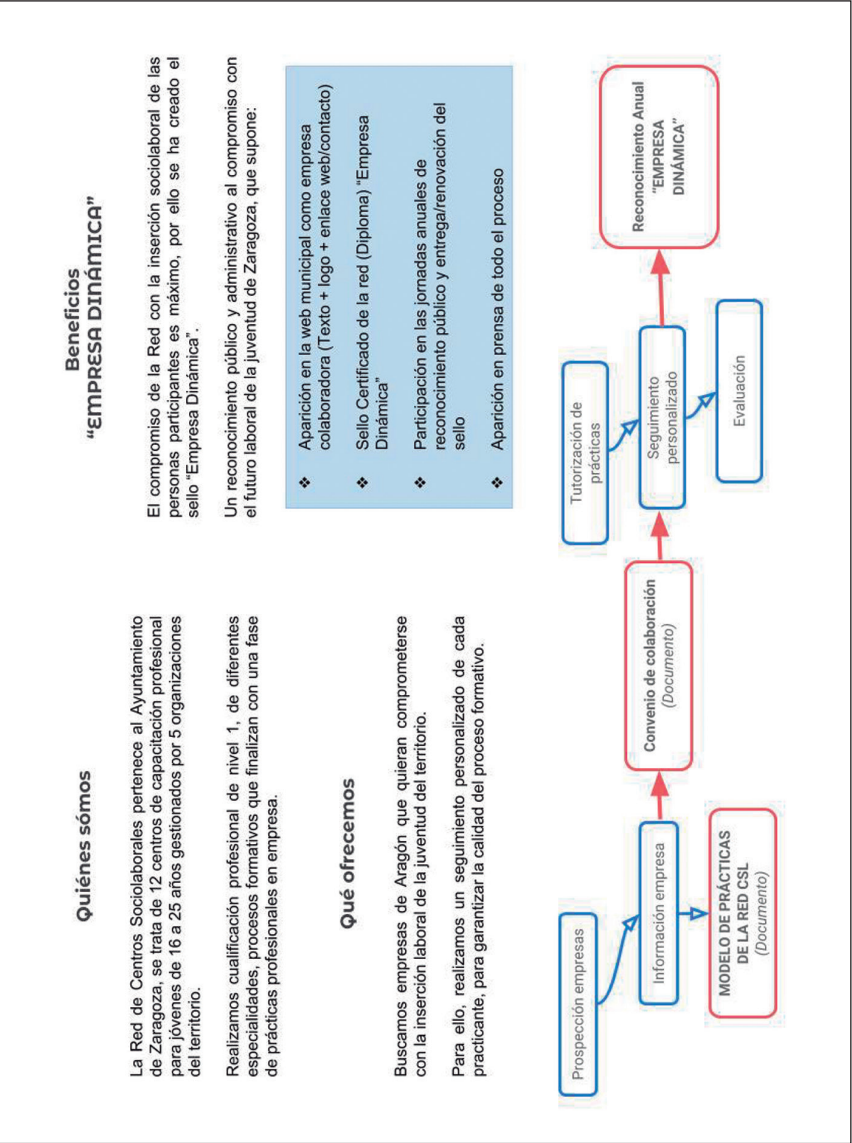 Quiénes sómos
La Red de Centros Sociolaborales pertenece al Ayuntamiento
de Zaragoza, se trata de 12 centros de capacitación profesional
para jóvenes de 16 a 25 años gestionados por 5 organizaciones
del territorio.
Realizamos cualificación profesional de nivel 1, de diferentes
especialidades, procesos formativos que finalizan con una fase
de prácticas profesionales en empresa.
Qué ofrecemos
Buscamos empresas de Aragón que quieran comprometerse
con la inserción laboral de la juventud del territorio.
Para ello, realizamos un seguimiento personalizado de cada
practicante, para garantizar la calidad del proceso formativo.
Beneficios
“EMPRESA DINÁMICA”
El compromiso de la Red con la inserción sociolaboral de las
personas participantes es máximo, por ello se ha creado el
sello “Empresa Dinámica”.
Un reconocimiento público y administrativo al compromiso con
el futuro laboral de la juventud de Zaragoza, que supone:
❖ Aparición en la web municipal como empresa
colaboradora (Texto + logo + enlace web/contacto)
❖ Sello Certificado de la red (Diploma) “Empresa
Dinámica”
❖ Participación en las jornadas anuales de
reconocimiento público y entrega/renovación del
sello
❖ Aparición en prensa de todo el proceso
Prospección empresas
Información empresa
MODELO DE PRÁCTICAS
DE LA RED CSL
(Documento)
Convenio de colaboración
(Documento)
Tutorización de
prácticas
Seguimiento
personalizado
Evaluación
Reconocimiento Anual
“EMPRESA
DINÁMICA”